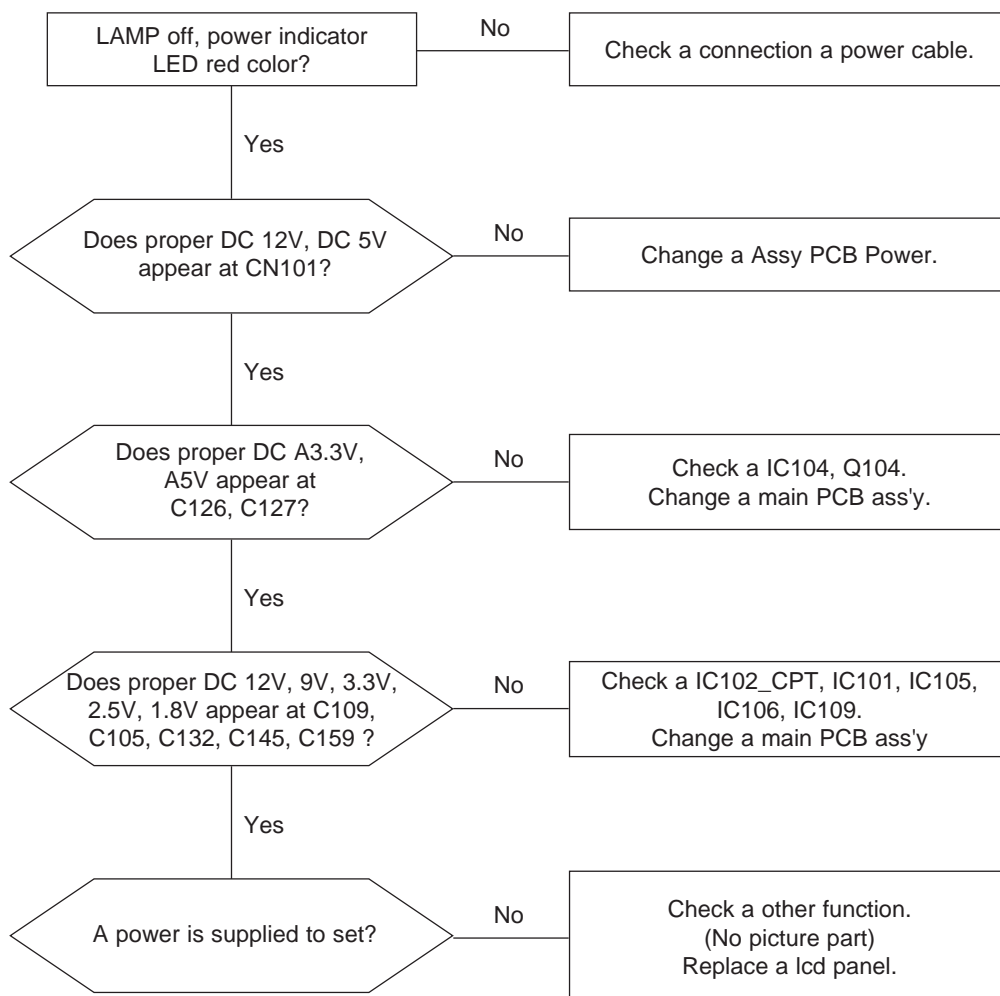 LAMP off, power indicator
LED red color?
No
Check a connection a power cable.
Yes
Does proper DC 12V, DC 5V
appear at CN101?
No
Change a Assy PCB Power.
Yes
Does proper DC A3.3V,
A5V appear at
C126, C127?
No
Check a IC104, Q104.
Change a main PCB ass'y.
Yes
Does proper DC 12V, 9V, 3.3V,
2.5V, 1.8V appear at C109,
C105, C132, C145, C159 ?
No
Check a IC102_CPT, IC101, IC105,
IC106, IC109.
Change a main PCB ass'y
Yes
A power is supplied to set?
No
Check a other function.
(No picture part)
Replace a lcd panel.